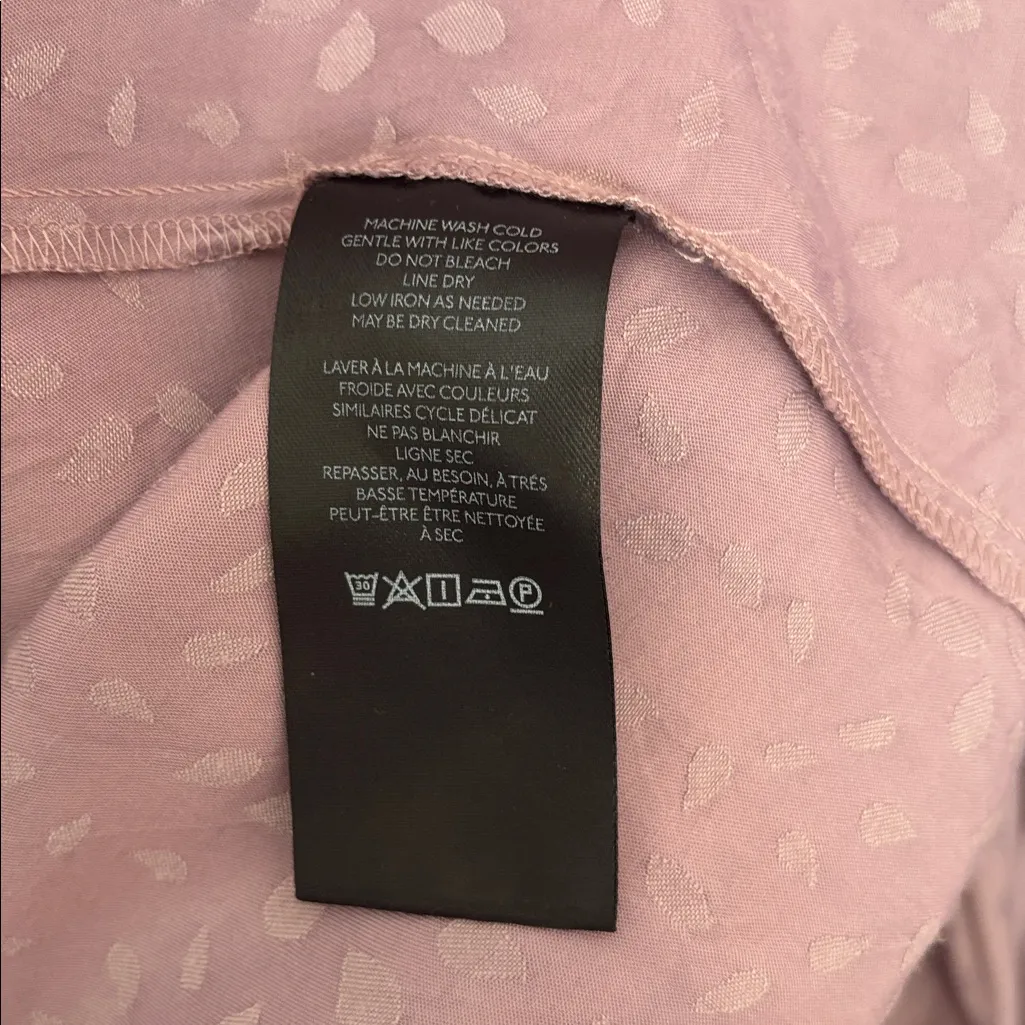 MACHINE WASH COLD
GENTLE WITH LIKE COLORS
DO NOT BLEACH
LINE DRY
LOW IRON AS NEEDED
MAY BE DRY CLEANED
LAVER À LA MACHINE À L'EAU
FROIDE AVEC COULEURS
SIMILAIRES CYCLE DÉLICAT
NE PAS BLANCHIR
LIGNE SEC
REPASSER, AU BESOIN, À TRÉS
BASSE TEMPÉRATURE
PEUT-ÊTRE ÊTRE NETTOYÉE
À SEC
30 P